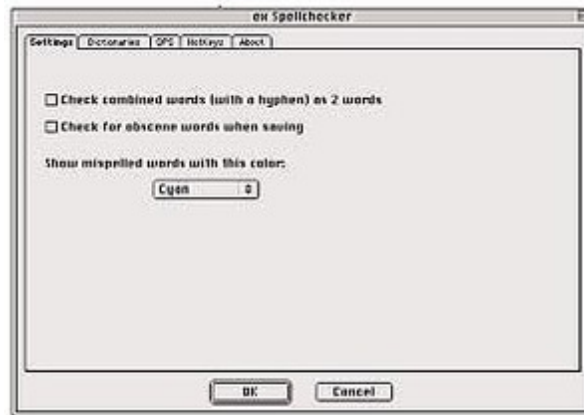 ex Spellchecker
Settings Dictonaries QPS HotKeys About
Check combined words (with a hyphen) as 2 words
Check for obscene words when saving
Show mispelled words with this color:
Cyan
OK Cancel